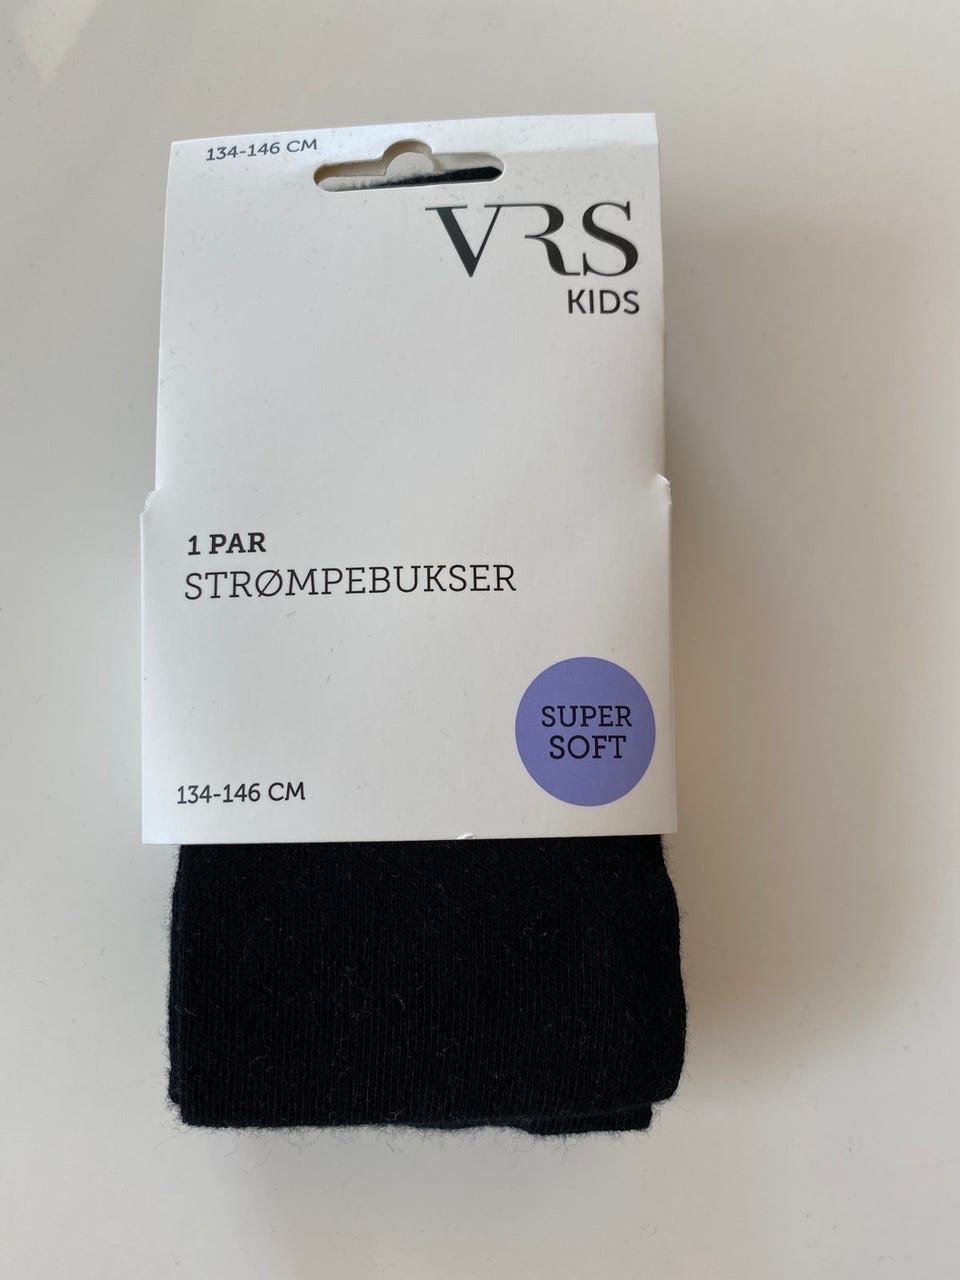 134-146 CM
VRS
KIDS
1 PAR
STRØMPEBUKSER
SUPER
SOFT
134-146 CM